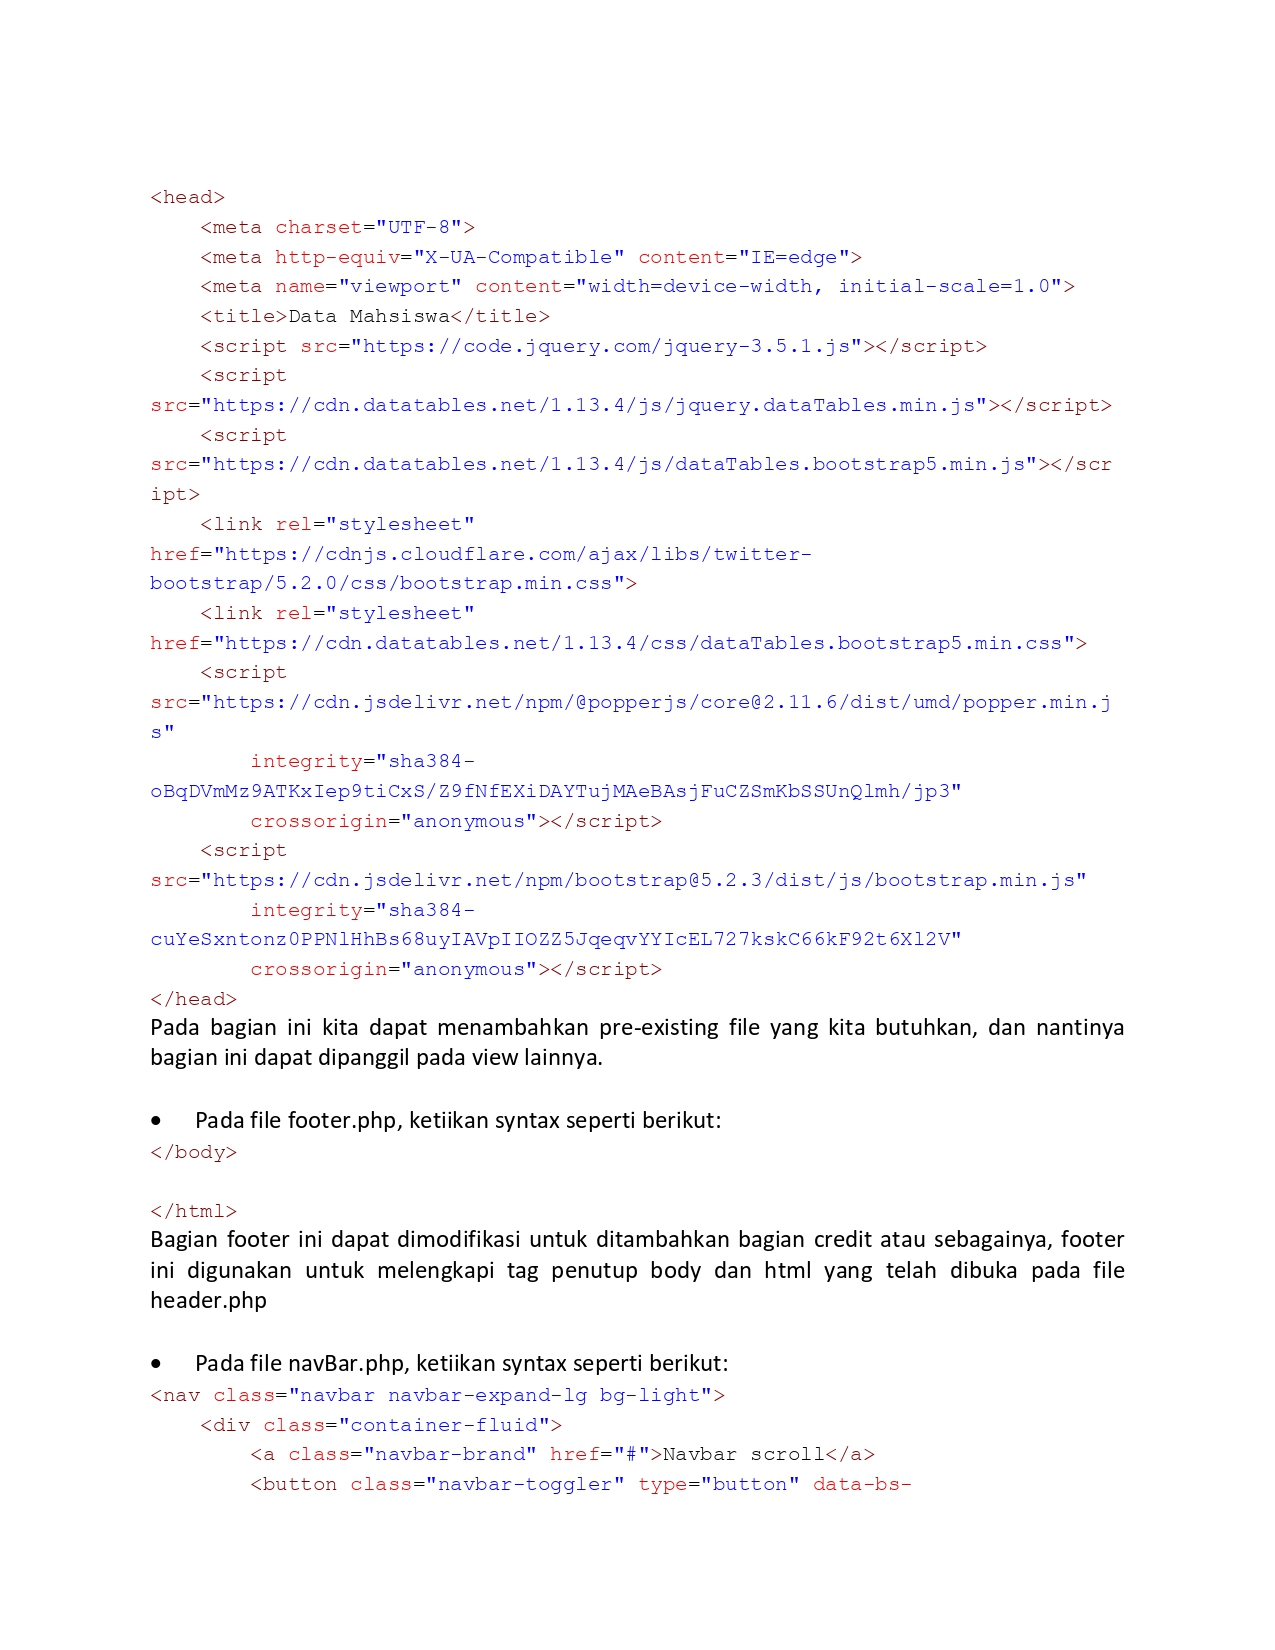 <head>
    <meta charset="UTF-8">
    <meta http-equiv="X-UA-Compatible" content="IE=edge">
    <meta name="viewport" content="width=device-width, initial-scale=1.0">
    <title>Data Mahsiswa</title>
    <script src="https://code.jquery.com/jquery-3.5.1.js"></script>
    <script
src="https://cdn.datatables.net/1.13.4/js/jquery.dataTables.min.js"></script>
    <script
src="https://cdn.datatables.net/1.13.4/js/dataTables.bootstrap5.min.js"></scr
ipt>
    <link rel="stylesheet"
href="https://cdnjs.cloudflare.com/ajax/libs/twitter-
bootstrap/5.2.0/css/bootstrap.min.css">
    <link rel="stylesheet"
href="https://cdn.datatables.net/1.13.4/css/dataTables.bootstrap5.min.css">
    <script
src="https://cdn.jsdelivr.net/npm/@popperjs/core@2.11.6/dist/umd/popper.min.j
s"
        integrity="sha384-
oBqDVmMz9ATKxIep9tiCxS/Z9fNfEXiDAYTujMAeBAsjFuCZSmKbSSUnQlmh/jp3"
        crossorigin="anonymous"></script>
    <script
src="https://cdn.jsdelivr.net/npm/bootstrap@5.2.3/dist/js/bootstrap.min.js"
        integrity="sha384-
cuYeSxntonz0PPNlHhBs68uyIAVpIIOZZ5JqeqvYYIcEL727kskC66kF92t6Xl2V"
        crossorigin="anonymous"></script>
</head>
Pada bagian ini kita dapat menambahkan pre-existing file yang kita butuhkan, dan nantinya
bagian ini dapat dipanggil pada view lainnya.
• Pada file footer.php, ketiikan syntax seperti berikut:
</body>
</html>
Bagian footer ini dapat dimodifikasi untuk ditambahkan bagian credit atau sebagainya, footer
ini digunakan untuk melengkapi tag penutup body dan html yang telah dibuka pada file
header.php
• Pada file navBar.php, ketiikan syntax seperti berikut:
<nav class="navbar navbar-expand-lg bg-light">
    <div class="container-fluid">
        <a class="navbar-brand" href="#">Navbar scroll</a>
        <button class="navbar-toggler" type="button" data-bs-